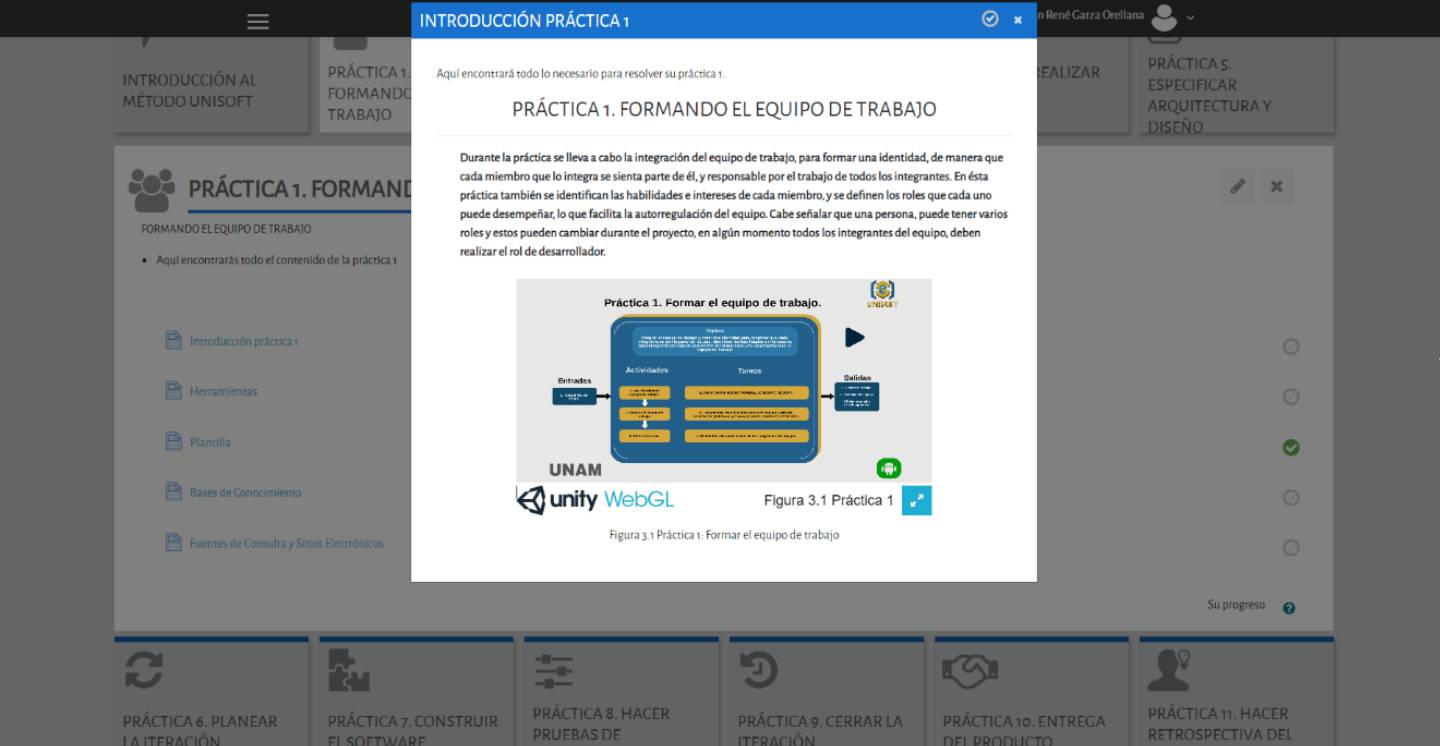 INTRODUCCIÓN PRÁCTICA 1
n René Garza Orellana
INTRODUCCIÓN AL
MÉTODO UNISOFT
PRÁCTICA 1.
FORMANDO
TRABAJO
REALIZAR
PRÁCTICA 5.
ESPECIFICAR
ARQUITECTURA Y
DISEÑO
Aquí encontrará todo lo necesario para resolver su práctica 1.
PRÁCTICA 1. FORMANDO EL EQUIPO DE TRABAJO
Durante la práctica se lleva a cabo la integración del equipo de trabajo, para formar una identidad, de manera que
cada miembro que lo integra se sienta parte de él, y responsable por el trabajo de todos los integrantes. En ésta
práctica también se identifican las habilidades e intereses de cada miembro, y se definen los roles que cada uno
puede desempeñar, lo que facilita la autorregulación del equipo. Cabe señalar que una persona, puede tener varios
roles y estos pueden cambiar durante el proyecto, en algún momento todos los integrantes del equipo, deben
realizar el rol de desarrollador.
Práctica 1. Formar el equipo de trabajo.
UNISOFT
Actividades
Tareas
Entradas
Salidas
UNAM
unity WebGL
Figura 3.1 Práctica 1
Figura 3.1 Práctica 1: Formar el equipo de trabajo
PRÁCTICA 1. FORMAND
FORMANDO EL EQUIPO DE TRABAJO
• Aquí encontrarás todo el contenido de la práctica 1
Introducción práctica 1
Herramientas
Plantilla
Bases de Conocimiento
Fuentes de Consulta y Sitios Electrónicos
Su progreso
PRÁCTICA 6. PLANEAR
LA ITERACIÓN
PRÁCTICA 7. CONSTRUIR
EL SOFTWARE
PRÁCTICA 8. HACER
PRUEBAS DE
PRÁCTICA 9. CERRAR LA
ITERACIÓN
PRÁCTICA 10. ENTREGA
DEL PRODUCTO
PRÁCTICA 11. HACER
RETROSPECTIVA DEL